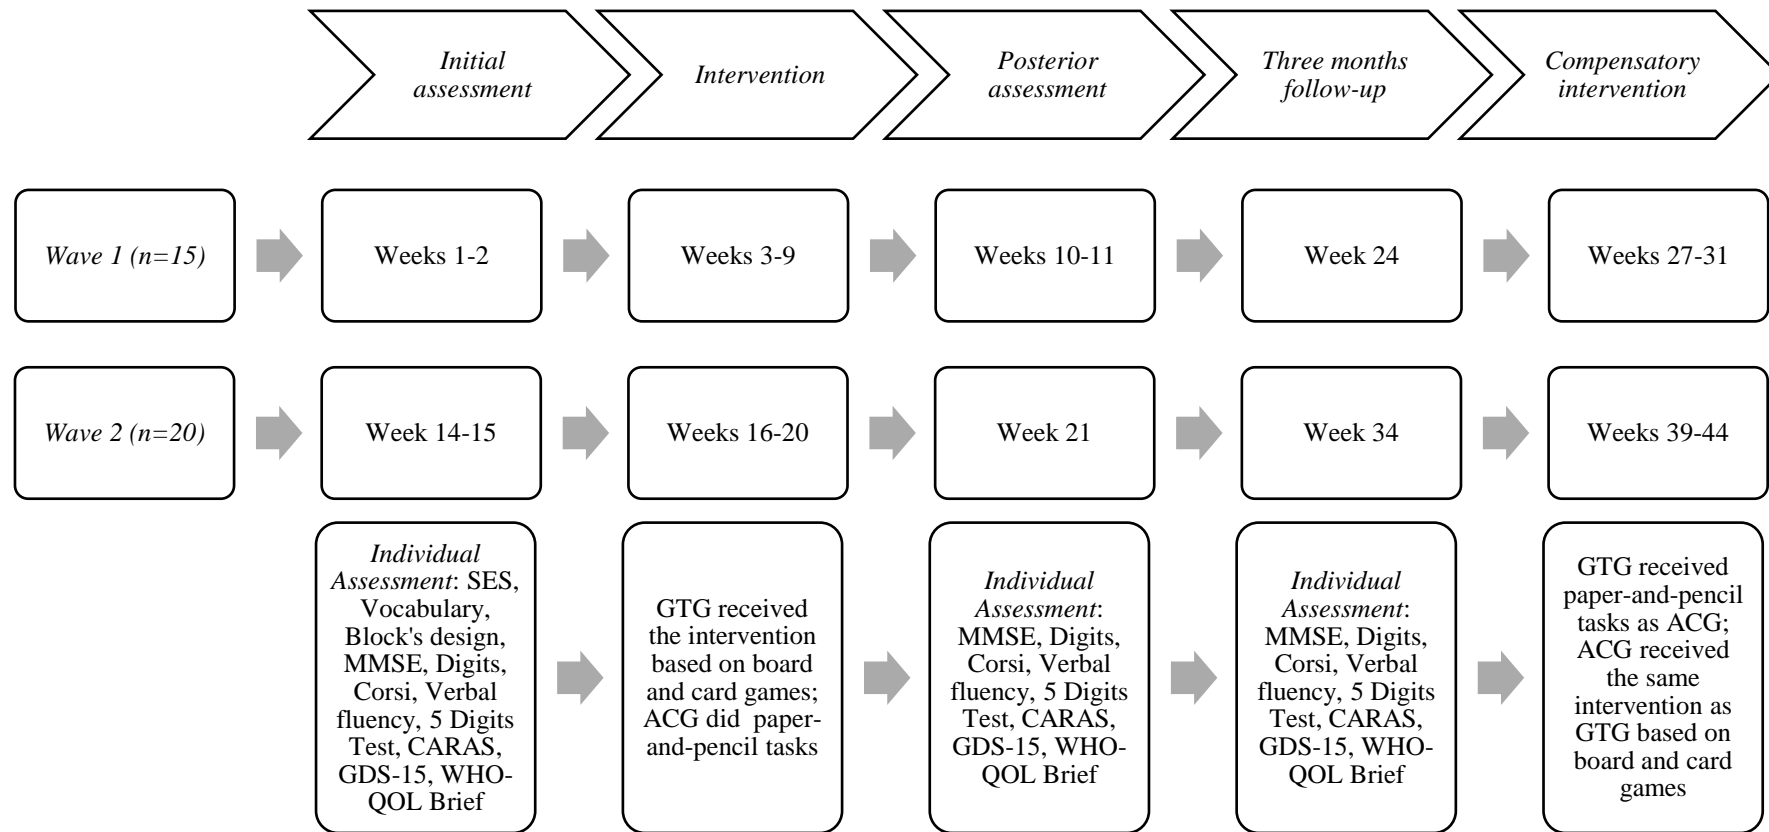 Initial
assessment
Intervention
Posterior
assessment
Three months
follow-up
Compensatory
intervention
Wave 1 (n=15)
Weeks 1-2
Weeks 3-9
Weeks 10-11
Week 24
Weeks 27-31
Wave 2 (n=20)
Week 14-15
Weeks 16-20
Week 21
Week 34
Weeks 39-44
Individual
Assessment: SES,
Vocabulary,
Block's design,
MMSE, Digits,
Corsi, Verbal
fluency, 5 Digits
Test, CARAS,
GDS-15, WHO-
QOL Brief
GTG received
the intervention
based on board
and card games;
ACG did paper-
and-pencil tasks
Individual
Assessment:
MMSE, Digits,
Corsi, Verbal
fluency, 5 Digits
Test, CARAS,
GDS-15, WHO-
QOL Brief
Individual
Assessment:
MMSE, Digits,
Corsi, Verbal
fluency, 5 Digits
Test, CARAS,
GDS-15, WHO-
QOL Brief
GTG received
paper-and-pencil
tasks as ACG;
ACG received
the same
intervention as
GTG based on
board and card
games